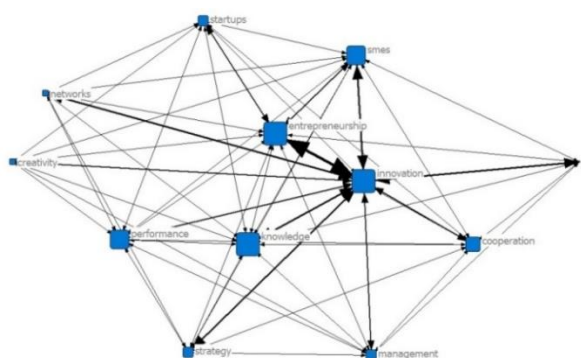 startups
smes
networks
entrepreneurship
creativity
innovation
performance
knowledge
cooperation
strategy
management